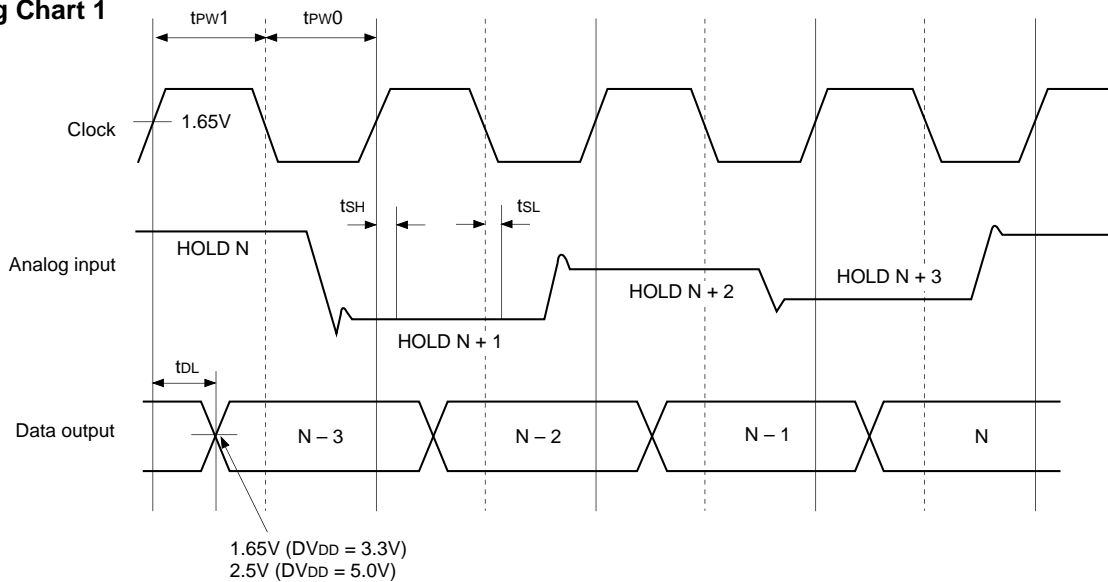 g Chart 1
tPW1 tPW0
Clock
1.65V
tSH tSL
Analog input
HOLD N
HOLD N + 1
HOLD N + 2
HOLD N + 3
tDL
Data output
N – 3
N – 2
N – 1
N
1.65V (DVDD = 3.3V)
2.5V (DVDD = 5.0V)